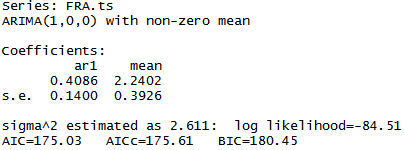 Series: FRA.ts
ARIMA(1,0,0) with non-zero mean
Coefficients:
ar1 mean
0.4086 2.2402
s.e. 0.1400 0.3926
sigma^2 estimated as 2.611: log likelihood=-84.51
AIC=175.03 AICc=175.61 BIC=180.45